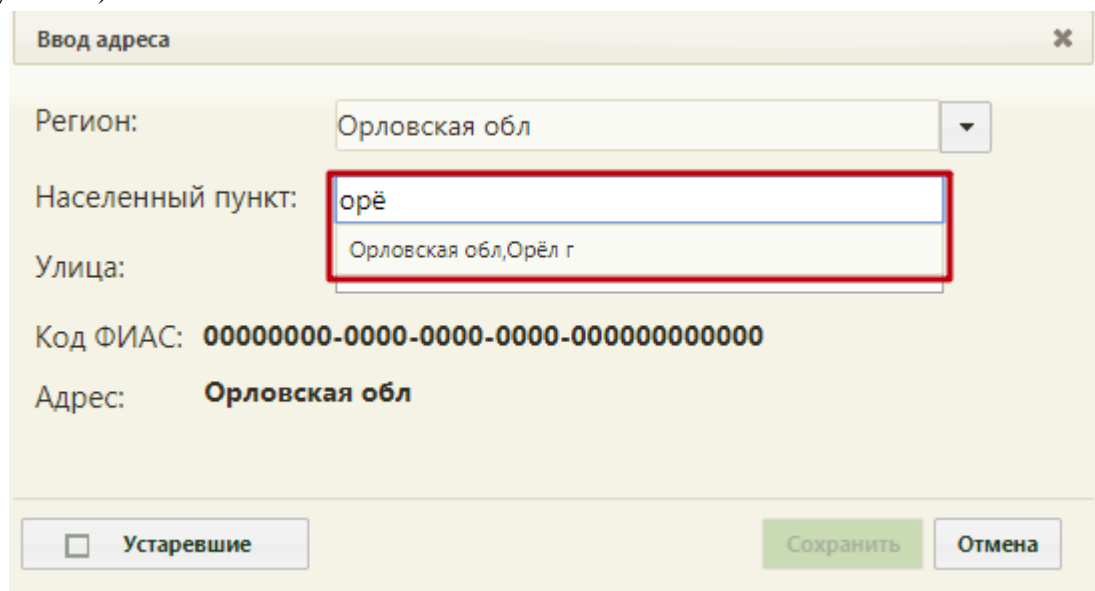 Ввод адреса
Регион: Орловская обл
Населенный пункт: орё
Орловская обл,Орёл г
Улица:
Код ФИАС: 00000000-0000-0000-0000-000000000000
Адрес: Орловская обл
Устаревшие Сохранить Отмена